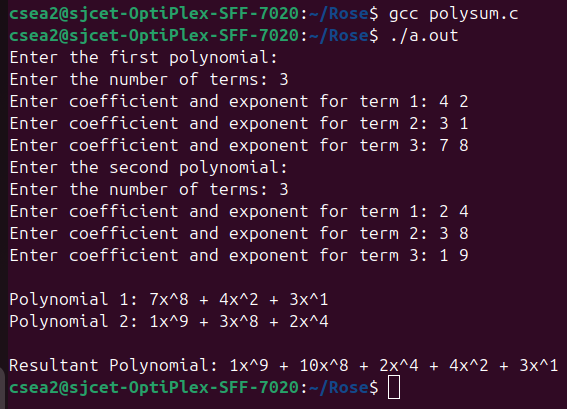 csea2@sjcet-OptiPlex-SFF-7020:~/Rose$ gcc polysum.c
csea2@sjcet-OptiPlex-SFF-7020:~/Rose$ ./a.out
Enter the first polynomial:
Enter the number of terms: 3
Enter coefficient and exponent for term 1: 4 2
Enter coefficient and exponent for term 2: 3 1
Enter coefficient and exponent for term 3: 7 8
Enter the second polynomial:
Enter the number of terms: 3
Enter coefficient and exponent for term 1: 2 4
Enter coefficient and exponent for term 2: 3 8
Enter coefficient and exponent for term 3: 1 9
Polynomial 1: 7x^8 + 4x^2 + 3x^1
Polynomial 2: 1x^9 + 3x^8 + 2x^4
Resultant Polynomial: 1x^9 + 10x^8 + 2x^4 + 4x^2 + 3x^1
csea2@sjcet-OptiPlex-SFF-7020:~/Rose$